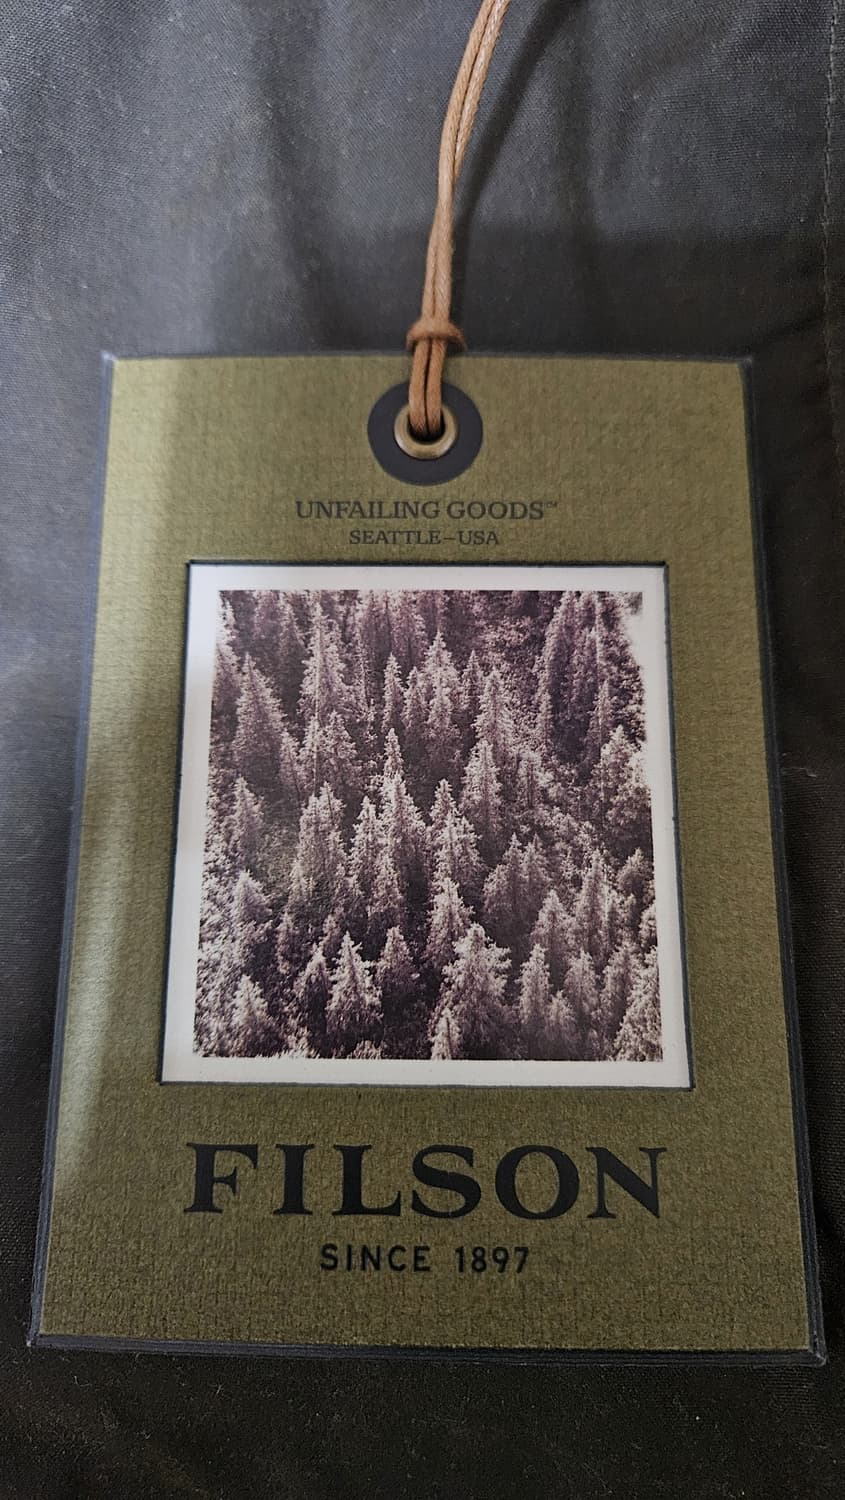 UNFAILING GOODS™
SEATTLE–USA
FILSON
SINCE 1897